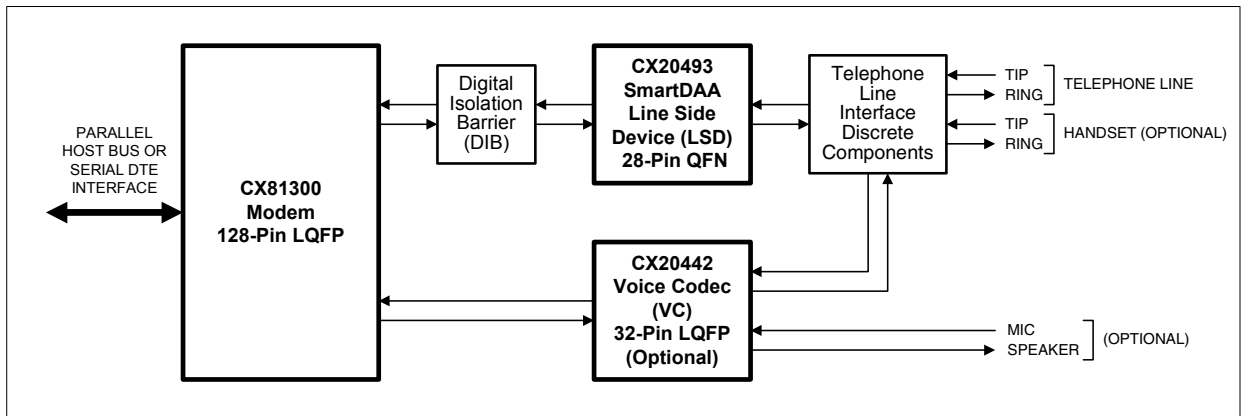 PARALLEL
HOST BUS OR
SERIAL DTE
INTERFACE
CX81300
Modem
128-Pin LQFP
Digital
Isolation
Barrier
(DIB)
CX20493
SmartDAA
Line Side
Device (LSD)
28-Pin QFN
Telephone
Line
Interface
Discrete
Components
TIP
RING
TELEPHONE LINE
TIP
RING
HANDSET (OPTIONAL)
CX20442
Voice Codec
(VC)
32-Pin LQFP
(Optional)
MIC
SPEAKER
(OPTIONAL)